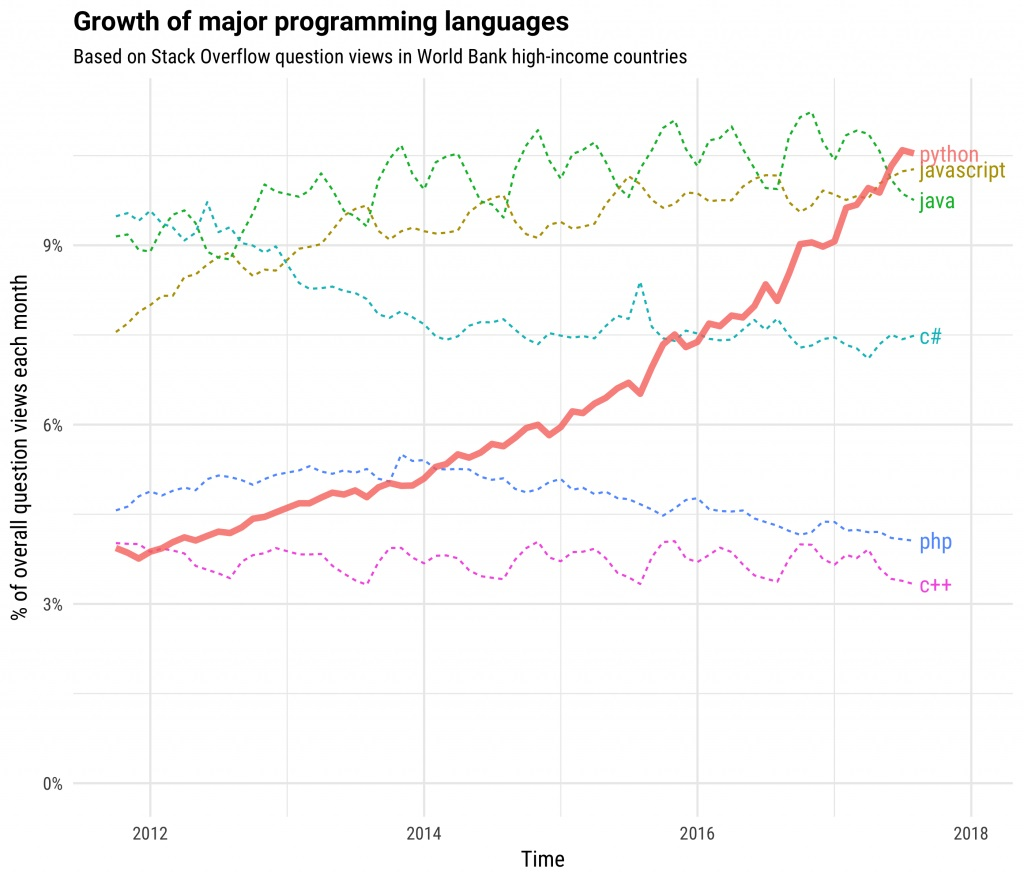 Growth of major programming languages
Based on Stack Overflow question views in World Bank high-income countries
% of overall question views each month
9%
6%
3%
0%
python
javascript
java
c#
php
c++
2012
2014
2016
2018
Time